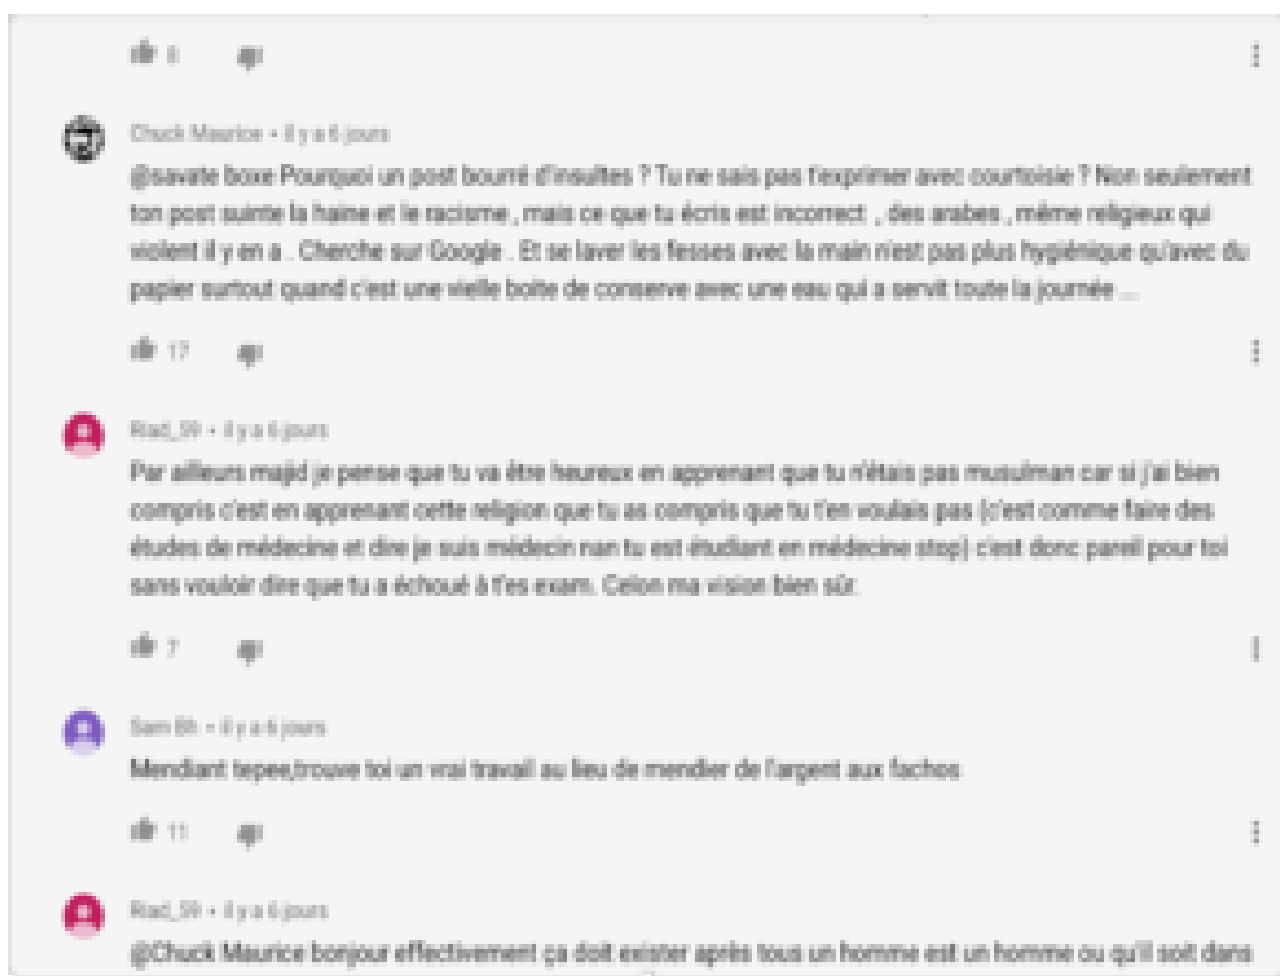 8
Chuck Maurice • il y a 6 jours
@savate boxe Pourquoi un post bourré d'insultes ? Tu ne sais pas t'exprimer avec courtoisie ? Non seulement
ton post suinte la haine et le racisme , mais ce que tu écris est incorrect , des arabes , même religieux qui
violent il y en a . Cherche sur Google . Et se laver les fesses avec la main n'est pas plus hygiénique qu'avec du
papier surtout quand c'est une vielle boite de conserve avec une eau qui a servit toute la journée ...
17
Riad_59 • il y a 6 jours
Par ailleurs majid je pense que tu va être heureux en apprenant que tu n'étais pas musulman car si j'ai bien
compris c'est en apprenant cette religion que tu as compris que tu t'en voulais pas (c'est comme faire des
études de médecine et dire je suis médecin nan tu est étudiant en médecine stop) c'est donc pareil pour toi
sans vouloir dire que tu a échoué à t'es exam. Celon ma vision bien sûr.
7
Sam Bh • il y a 6 jours
Mendiant tepee,trouve toi un vrai travail au lieu de mendier de l'argent aux fachos
11
Riad_59 • il y a 6 jours
@Chuck Maurice bonjour effectivement ça doit exister après tous un homme est un homme ou qu'il soit dans